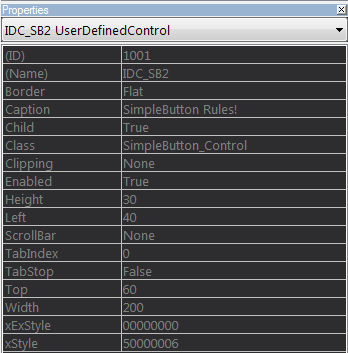 Properties
IDC_SB2 UserDefinedControl
(ID) 1001
(Name) IDC_SB2
Border Flat
Caption SimpleButton Rules!
Child True
Class SimpleButton_Control
Clipping None
Enabled True
Height 30
Left 40
ScrollBar None
TabIndex 0
TabStop False
Top 60
Width 200
xExStyle 00000000
xStyle 50000006